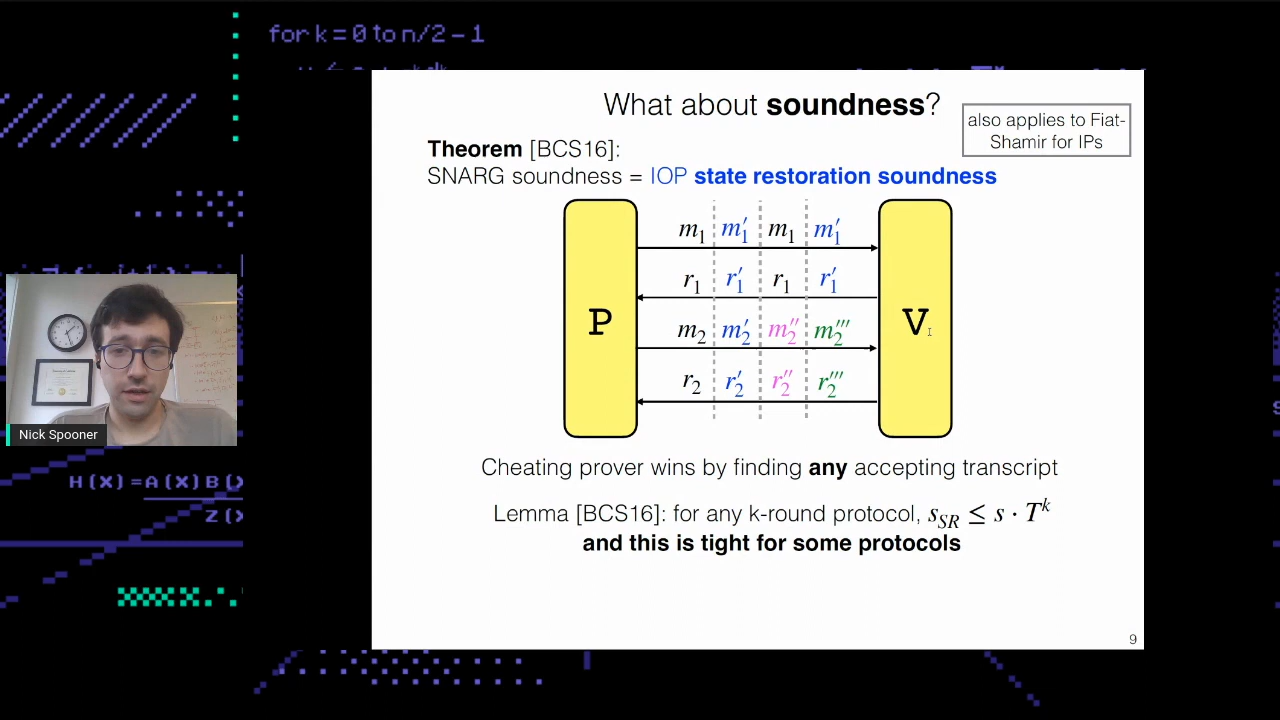 for k = 0 to n/2 - 1
What about soundness?
also applies to Fiat-
Shamir for IPs
Theorem [BCS16]:
SNARG soundness = IOP state restoration soundness
m₁ m₁′ m₁ m₁′
r₁ r₁′ r₁ r₁′
P
V
m₂ m₂′ m₂″ m₂‴
r₂ r₂′ r₂″ r₂‴
Cheating prover wins by finding any accepting transcript
Lemma [BCS16]: for any k-round protocol, s_SR ≤ s · T^k
and this is tight for some protocols
9
Nick Spooner
H(X) = A(X)B(X
Z(X